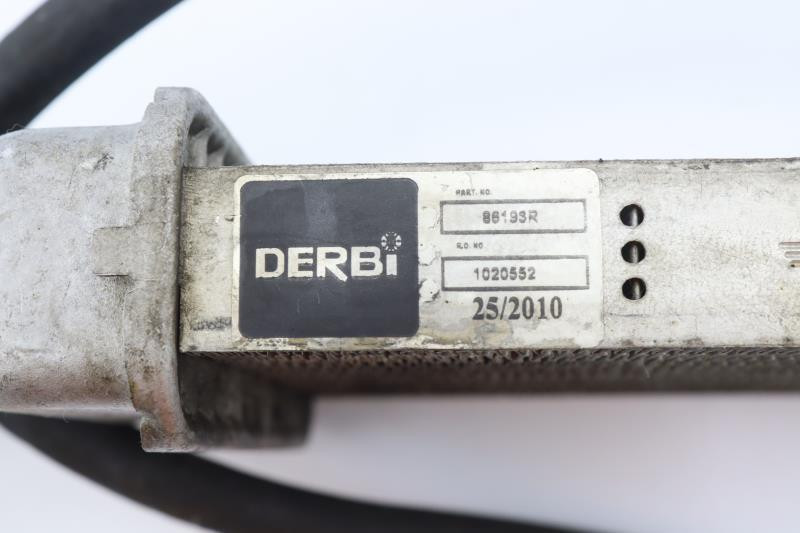 DERBi
PART. NO.
86193R
R.O. NO
1020552
25/2010